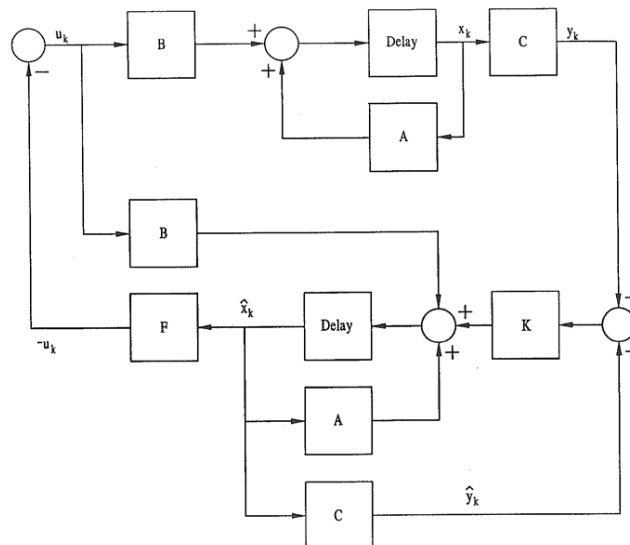 u_k
B
+
+
Delay
x_k
C
y_k
−
A
B
x̂_k
F
Delay
+
+
K
−
−
−u_k
A
C
ŷ_k